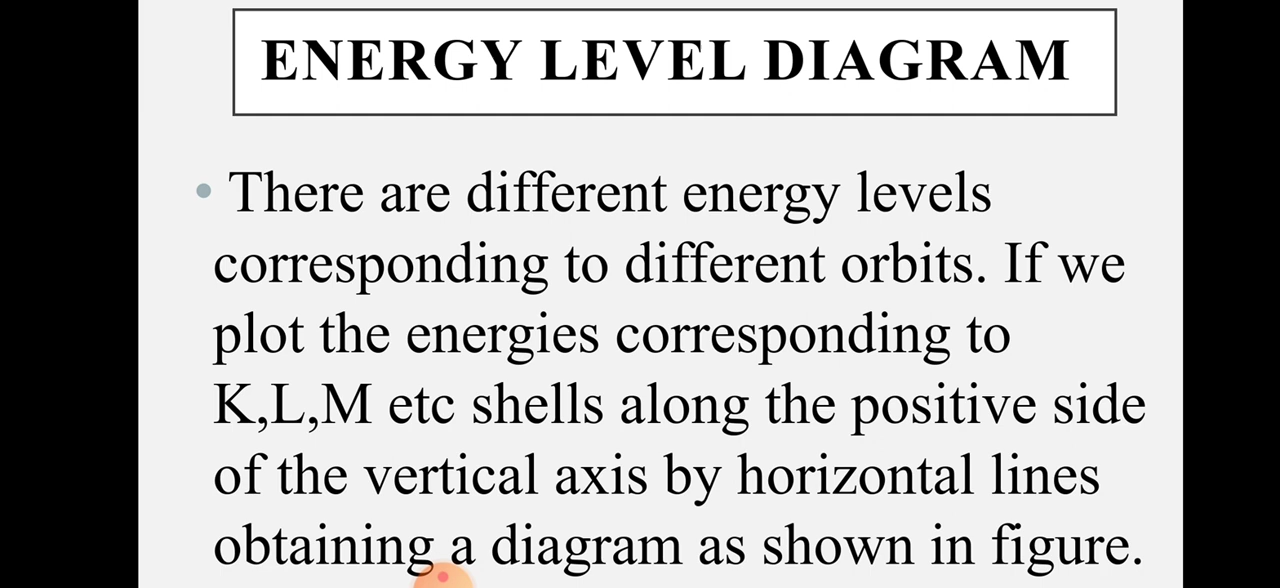 ENERGY LEVEL DIAGRAM
• There are different energy levels
corresponding to different orbits. If we
plot the energies corresponding to
K,L,M etc shells along the positive side
of the vertical axis by horizontal lines
obtaining a diagram as shown in figure.